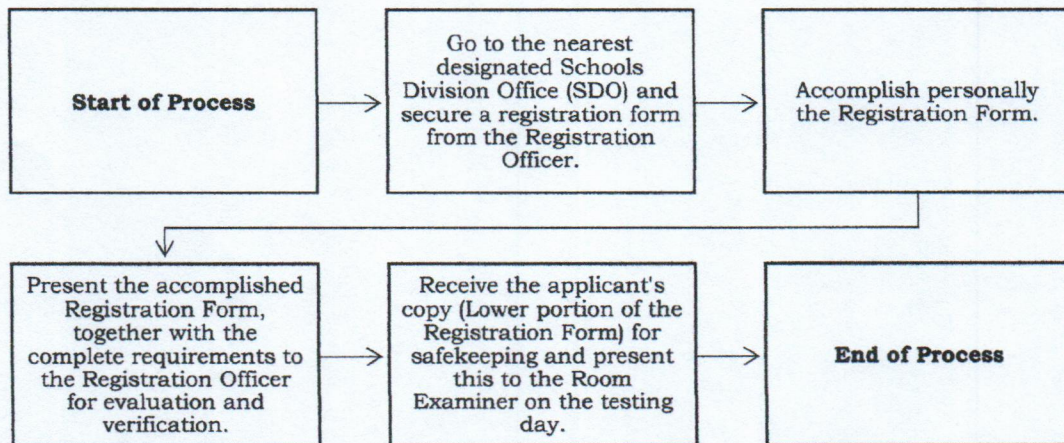 Start of Process
Go to the nearest
designated Schools
Division Office (SDO) and
secure a registration form
from the Registration
Officer.
Accomplish personally
the Registration Form.
Present the accomplished
Registration Form,
together with the
complete requirements to
the Registration Officer
for evaluation and
verification.
Receive the applicant's
copy (Lower portion of the
Registration Form) for
safekeeping and present
this to the Room
Examiner on the testing
day.
End of Process